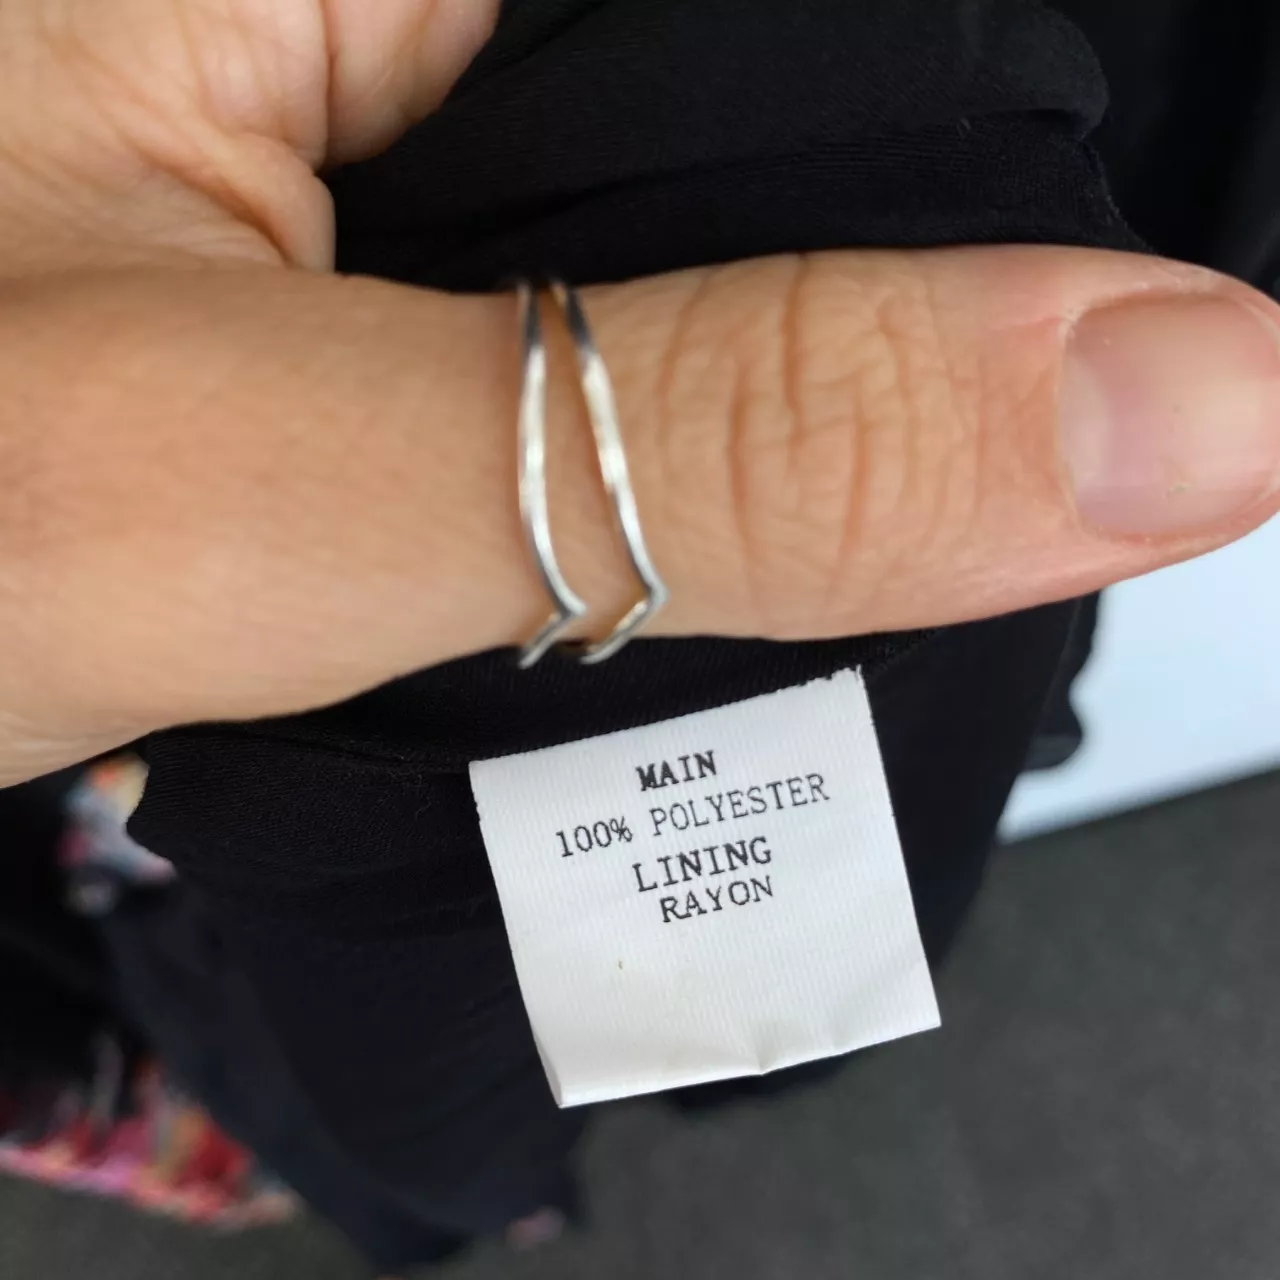 MAIN
100% POLYESTER
LINING
RAYON